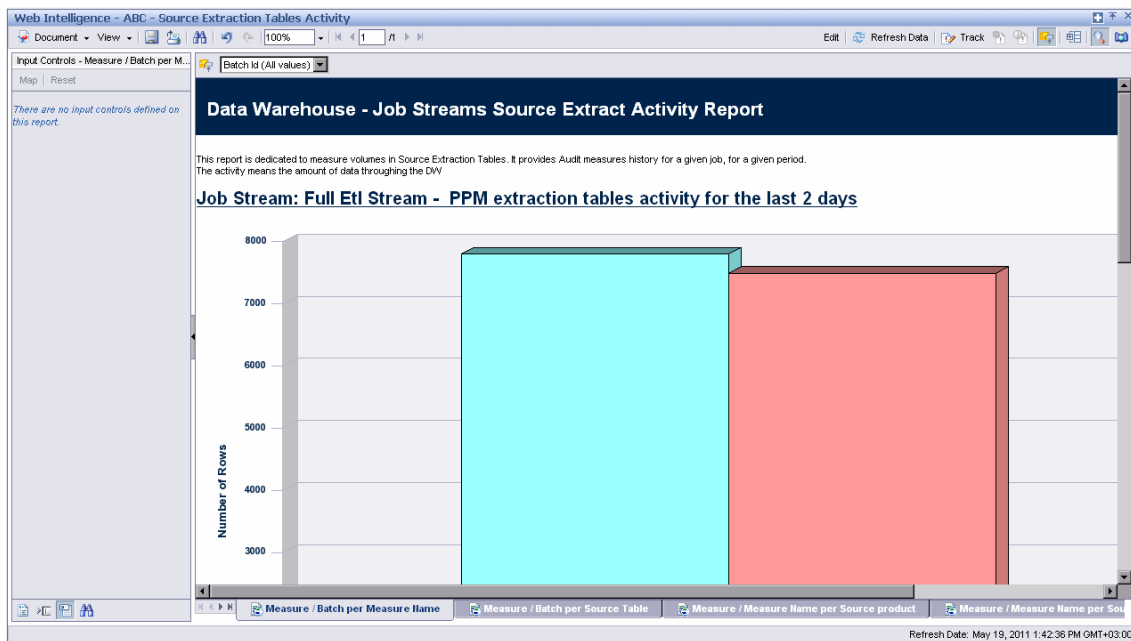 Web Intelligence - ABC - Source Extraction Tables Activity
Document View 100% 1 /1 Edit Refresh Data Track
Input Controls - Measure / Batch per M...
Map Reset
There are no input controls defined on
this report.
Batch Id (All values)
Data Warehouse - Job Streams Source Extract Activity Report
This report is dedicated to measure volumes in Source Extraction Tables. It provides Audit measures history for a given job, for a given period.
The activity means the amount of data throughing the DW
Job Stream: Full Etl Stream - PPM extraction tables activity for the last 2 days
8000
7000
6000
5000
4000
3000
Number of Rows
Measure / Batch per Measure Name
Measure / Batch per Source Table
Measure / Measure Name per Source product
Measure / Measure Name per Sou
Refresh Date: May 19, 2011 1:42:36 PM GMT+03:00